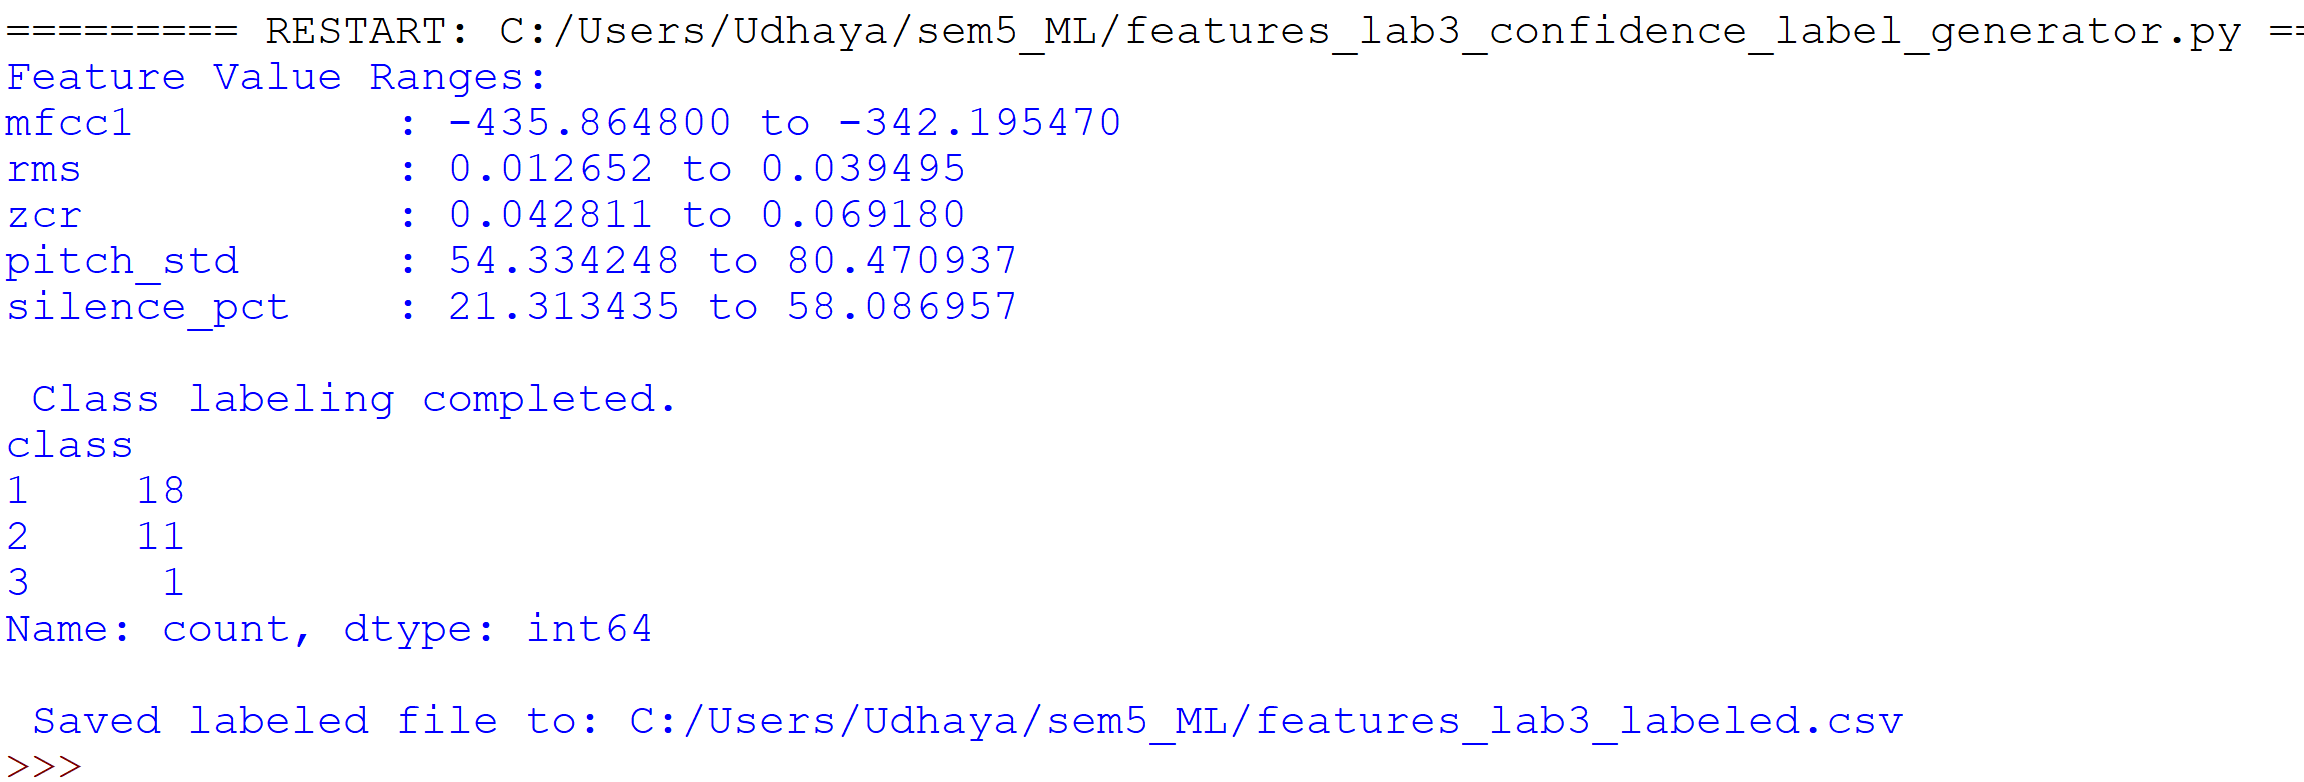 ========= RESTART: C:/Users/Udhaya/sem5_ML/features_lab3_confidence_label_generator.py ==
Feature Value Ranges:
mfcc1          : -435.864800 to -342.195470
rms            : 0.012652 to 0.039495
zcr            : 0.042811 to 0.069180
pitch_std      : 54.334248 to 80.470937
silence_pct    : 21.313435 to 58.086957

 Class labeling completed.
class
1    18
2    11
3     1
Name: count, dtype: int64

 Saved labeled file to: C:/Users/Udhaya/sem5_ML/features_lab3_labeled.csv
>>>